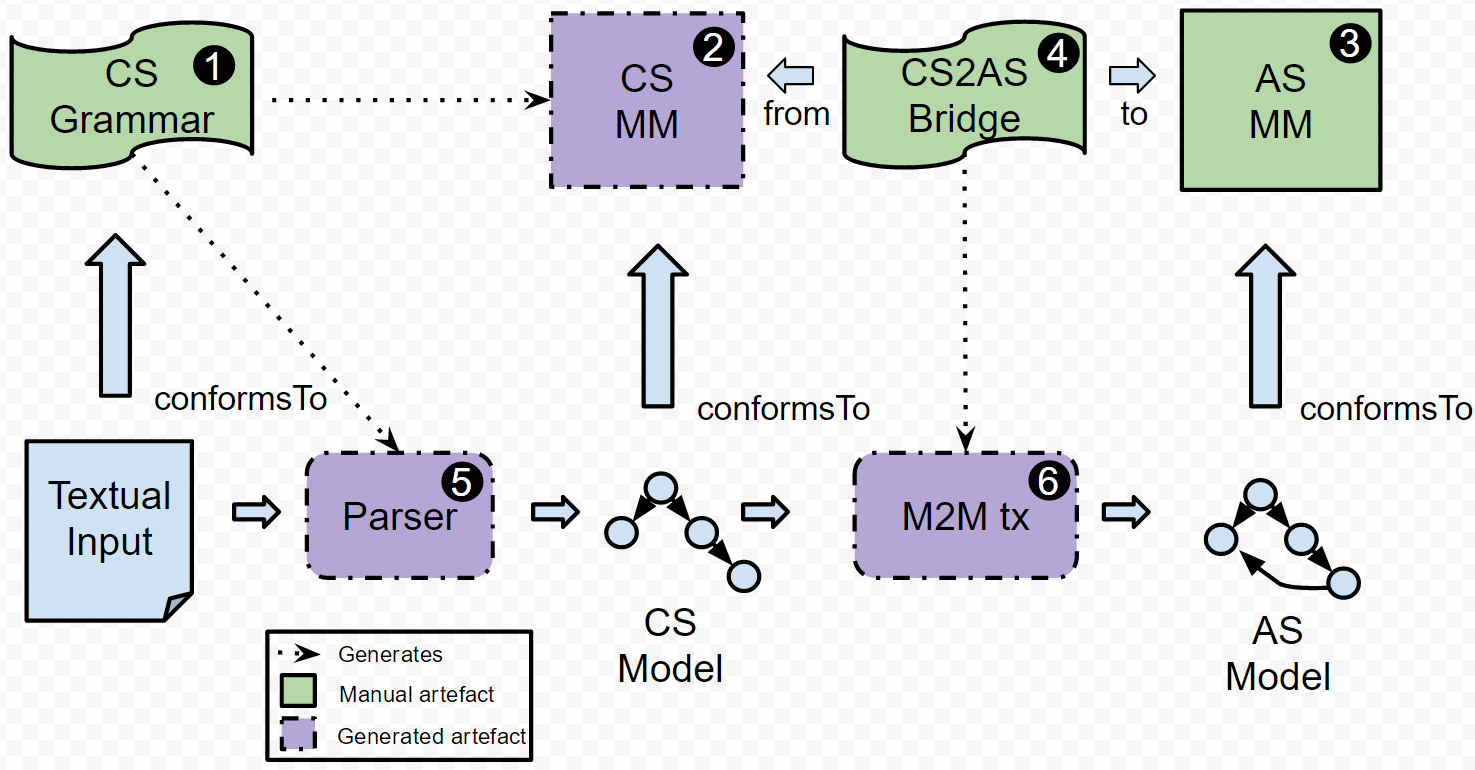 CS
Grammar
1
CS
MM
2
from
CS2AS
Bridge
4
to
AS
MM
3
conformsTo
conformsTo
conformsTo
Textual
Input
Parser
5
CS
Model
M2M tx
6
AS
Model
Generates
Manual artefact
Generated artefact